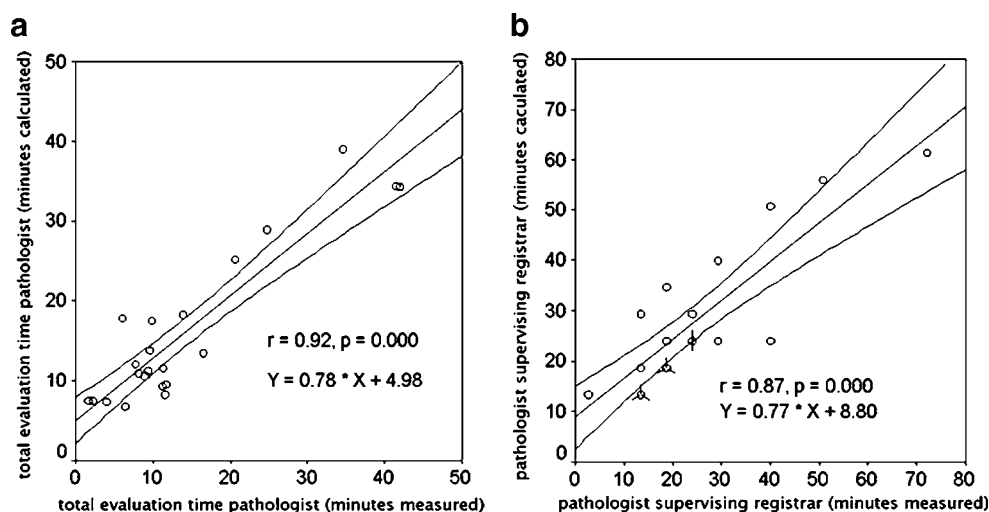 a
total evaluation time pathologist (minutes calculated)
50
40
30
20
10
0
r = 0.92, p = 0.000
Y = 0.78 * X + 4.98
0 10 20 30 40 50
total evaluation time pathologist (minutes measured)
b
pathologist supervising registrar (minutes caculated)
80
70
60
50
40
30
20
10
0
r = 0.87, p = 0.000
Y = 0.77 * X + 8.80
0 10 20 30 40 50 60 70 80
pathologist supervising registrar (minutes measured)